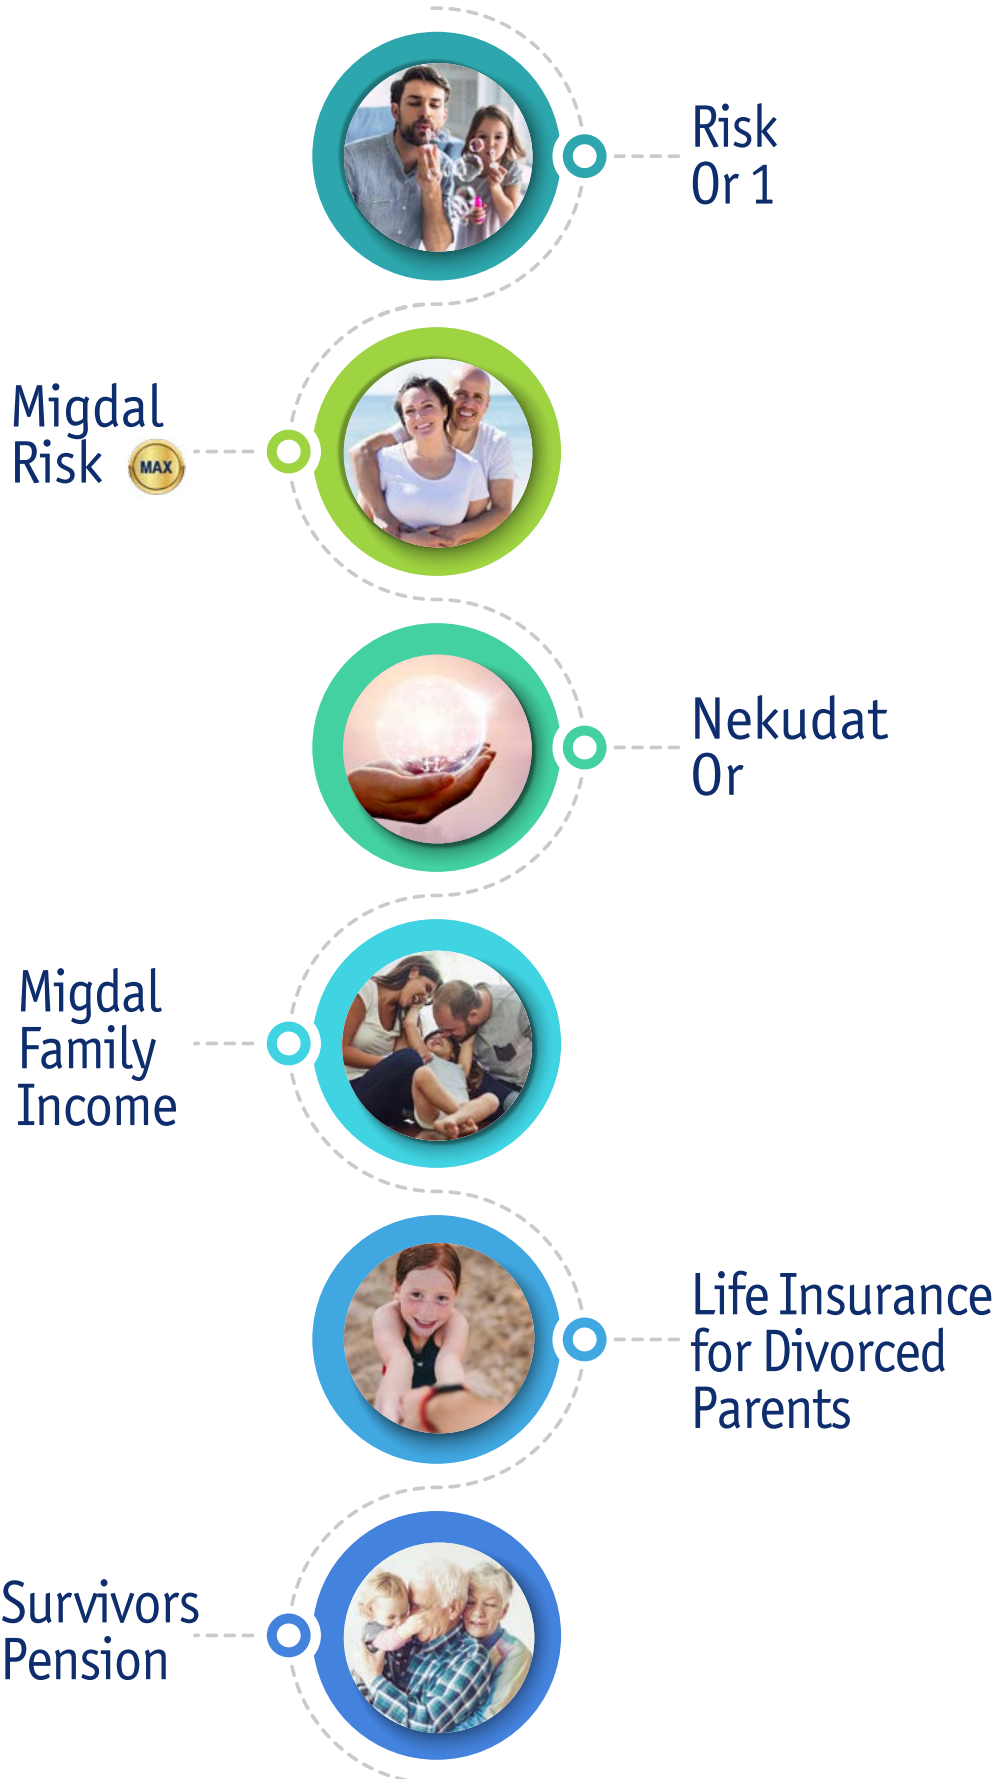 Risk
Or 1
Migdal
Risk MAX
Nekudat
Or
Migdal
Family
Income
Life Insurance
for Divorced
Parents
Survivors
Pension